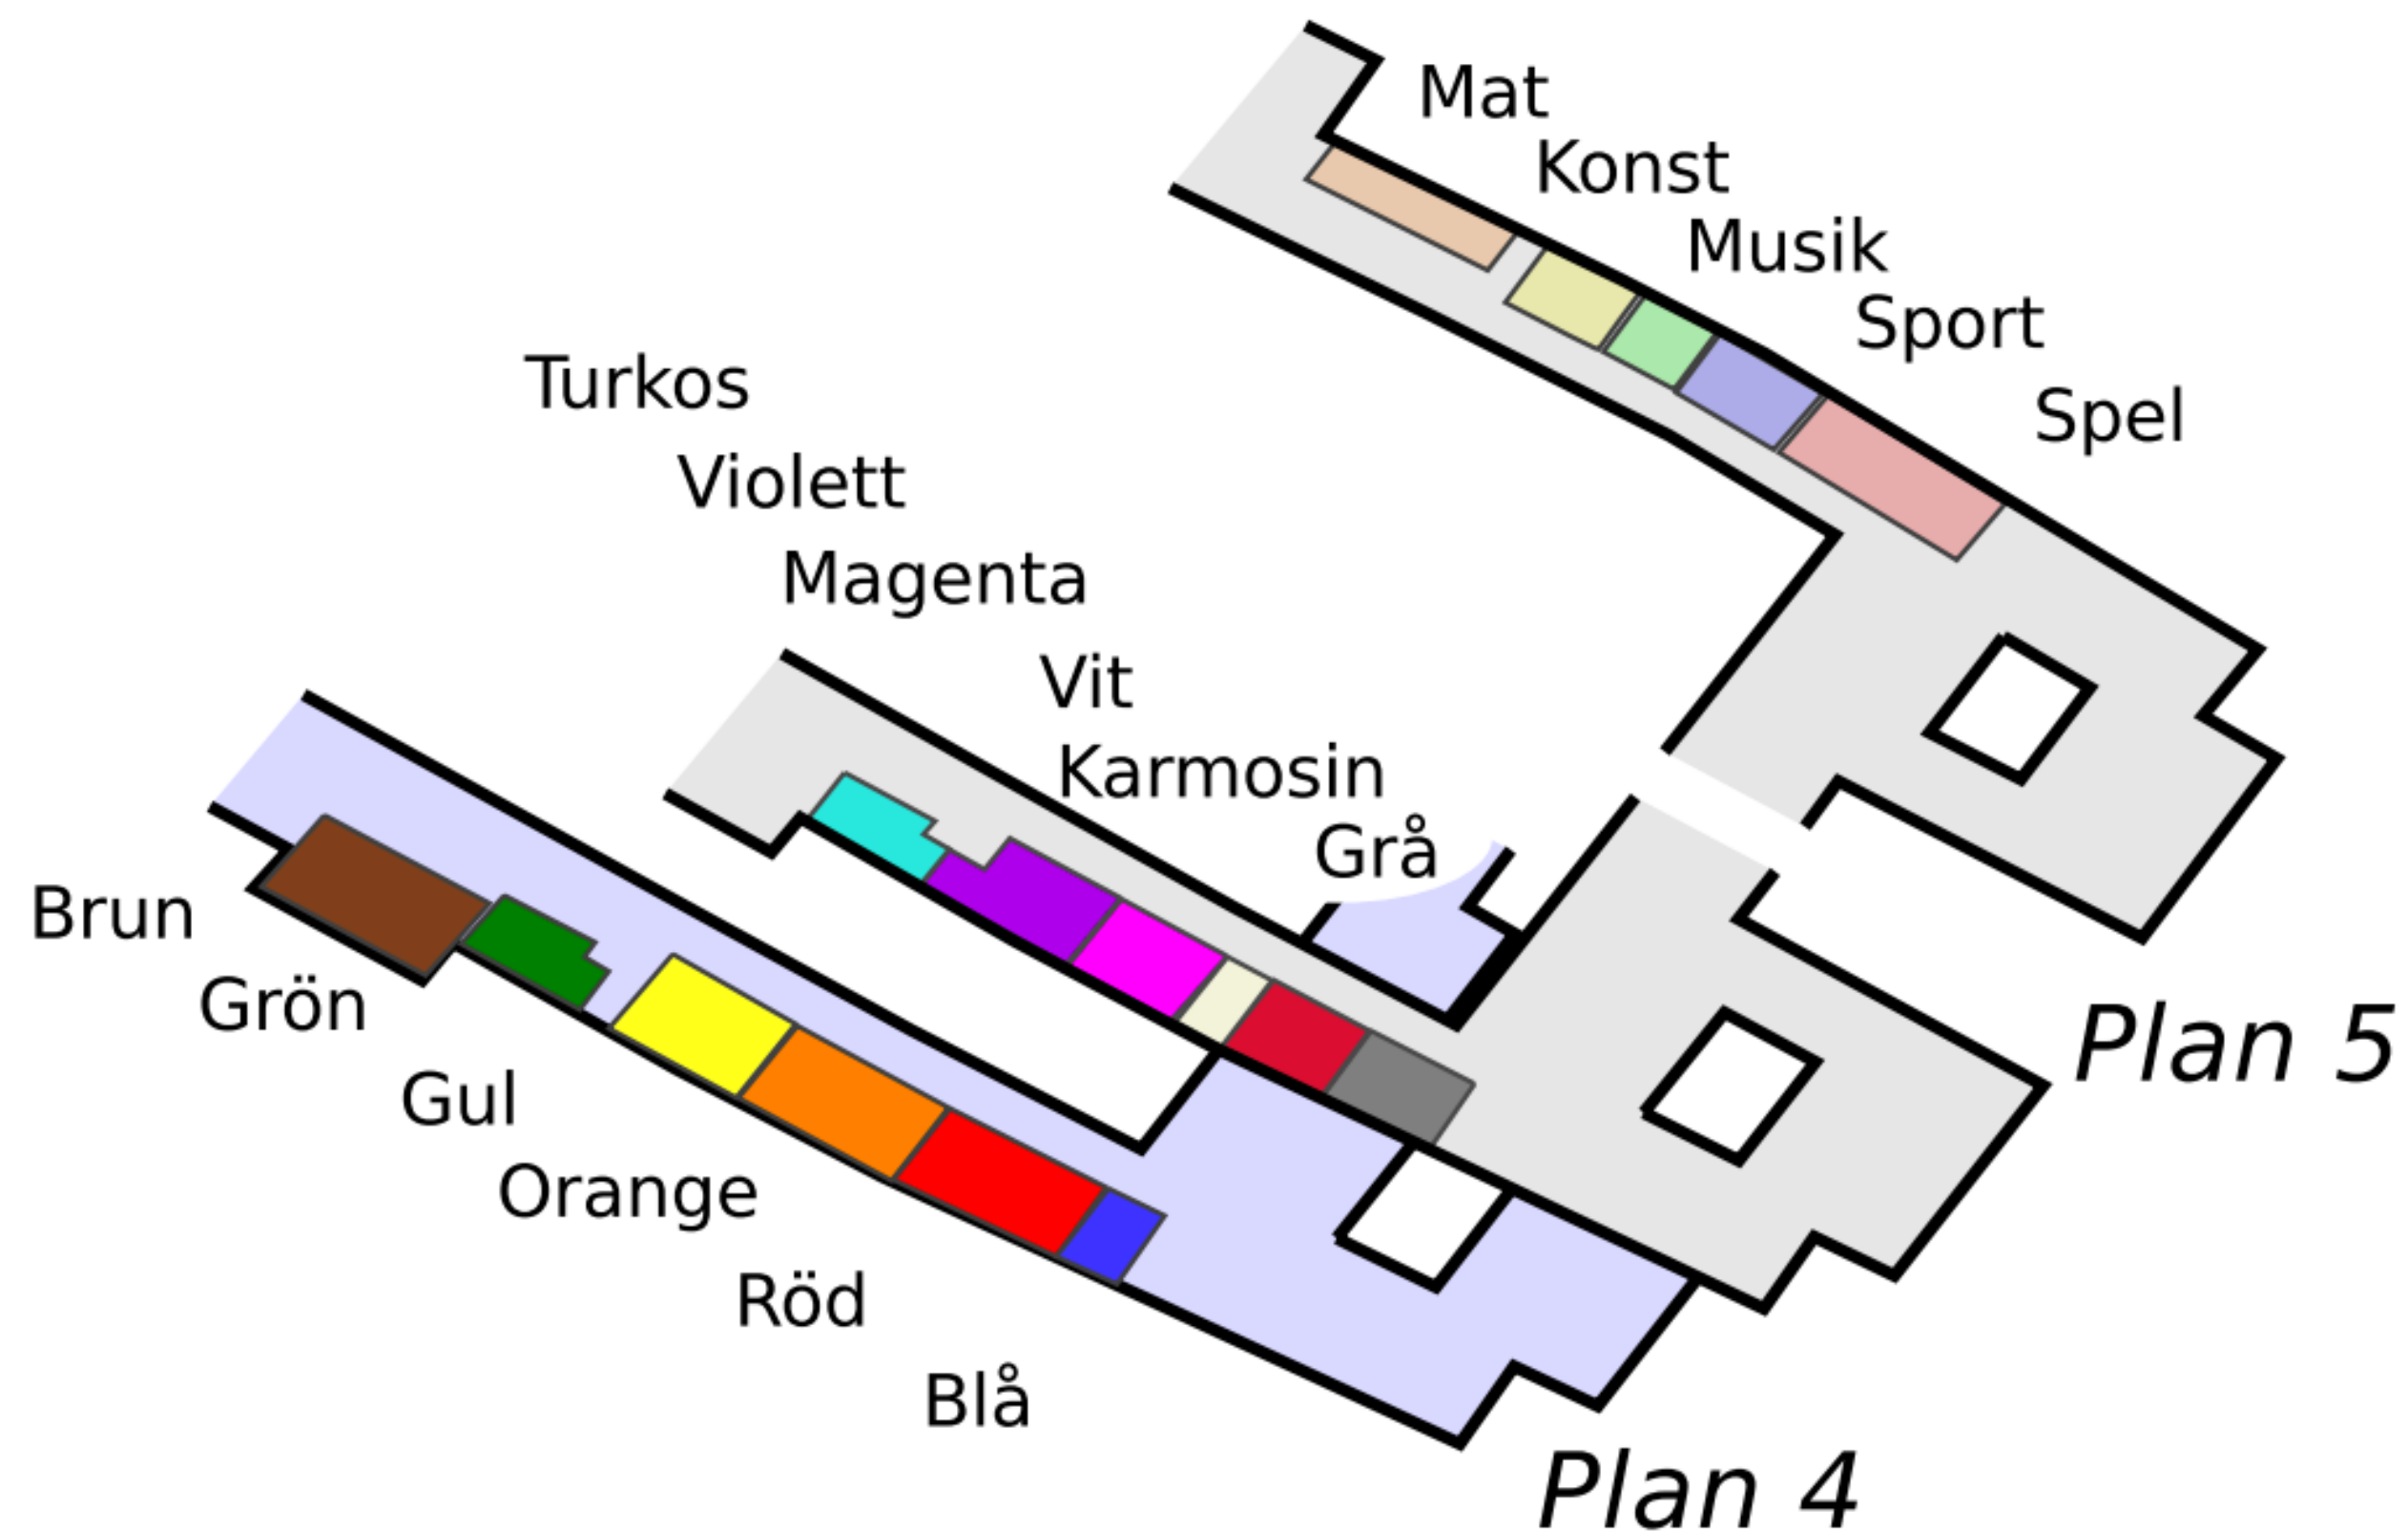 Mat
Konst
Musik
Sport
Spel
Turkos
Violett
Magenta
Vit
Karmosin
Grå
Brun
Grön
Gul
Orange
Röd
Blå
Plan 5
Plan 4